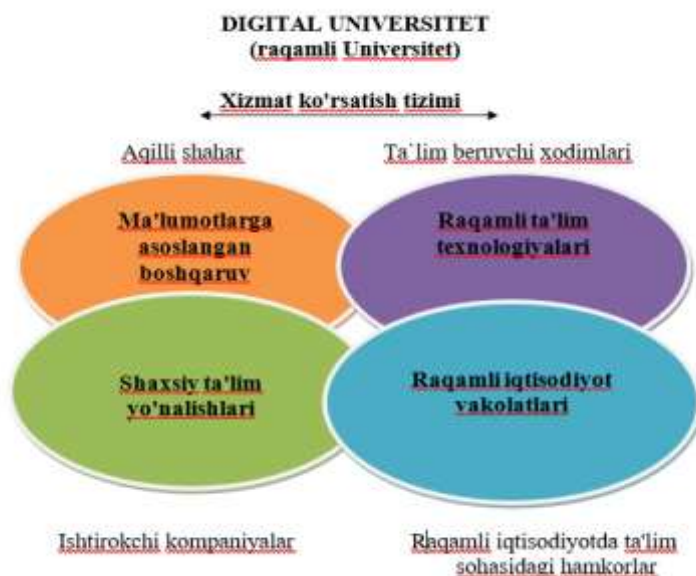 DIGITAL UNIVERSITET
(raqamli Universitet)
Xizmat ko'rsatish tizimi
Aqilli shahar
Ta`lim beruvchi xodimlari
Ma'lumotlarga
asoslangan
boshqaruv
Raqamli ta'lim
texnologiyalari
Shaxsiy ta'lim
yo'nalishlari
Raqamli iqtisodiyot
vakolatlari
Ishtirokchi kompaniyalar
Raqamli iqtisodiyotda ta'lim
sohasidagi hamkorlar